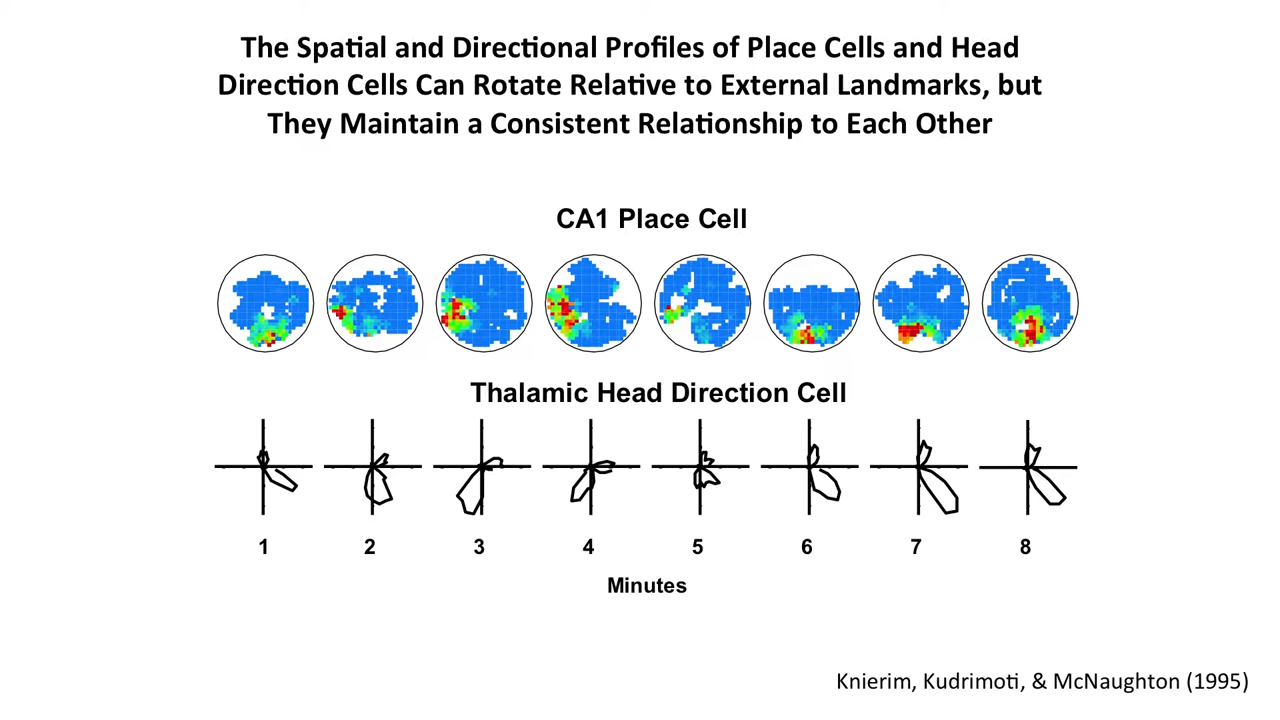 The Spatial and Directional Profiles of Place Cells and Head
Direction Cells Can Rotate Relative to External Landmarks, but
They Maintain a Consistent Relationship to Each Other
CA1 Place Cell
Thalamic Head Direction Cell
1 2 3 4 5 6 7 8
Minutes
Knierim, Kudrimoti, & McNaughton (1995)